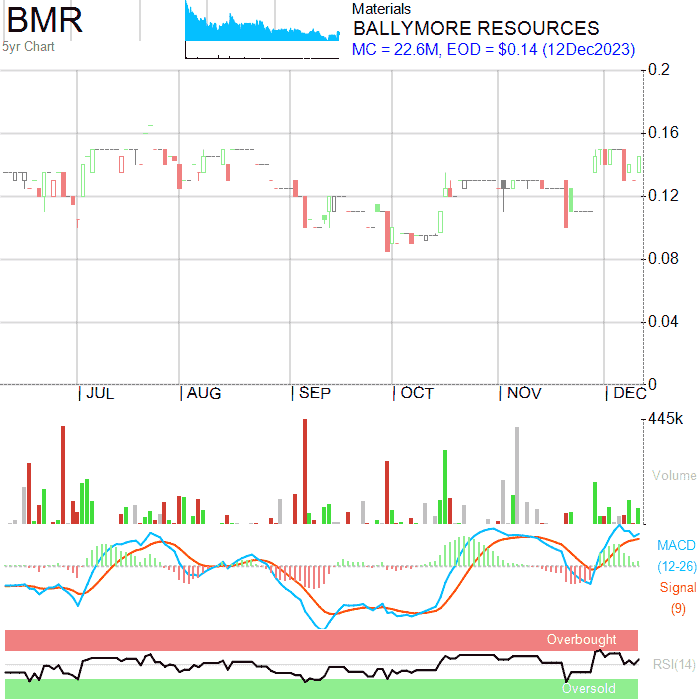 BMR
5yr Chart
Materials
BALLYMORE RESOURCES
MC = 22.6M, EOD = $0.14 (12Dec2023)
0.2
0.16
0.12
0.08
0.04
0
JUL AUG SEP OCT NOV DEC
445k
Volume
MACD
(12-26)
Signal
(9)
Overbought
RSI(14)
Oversold